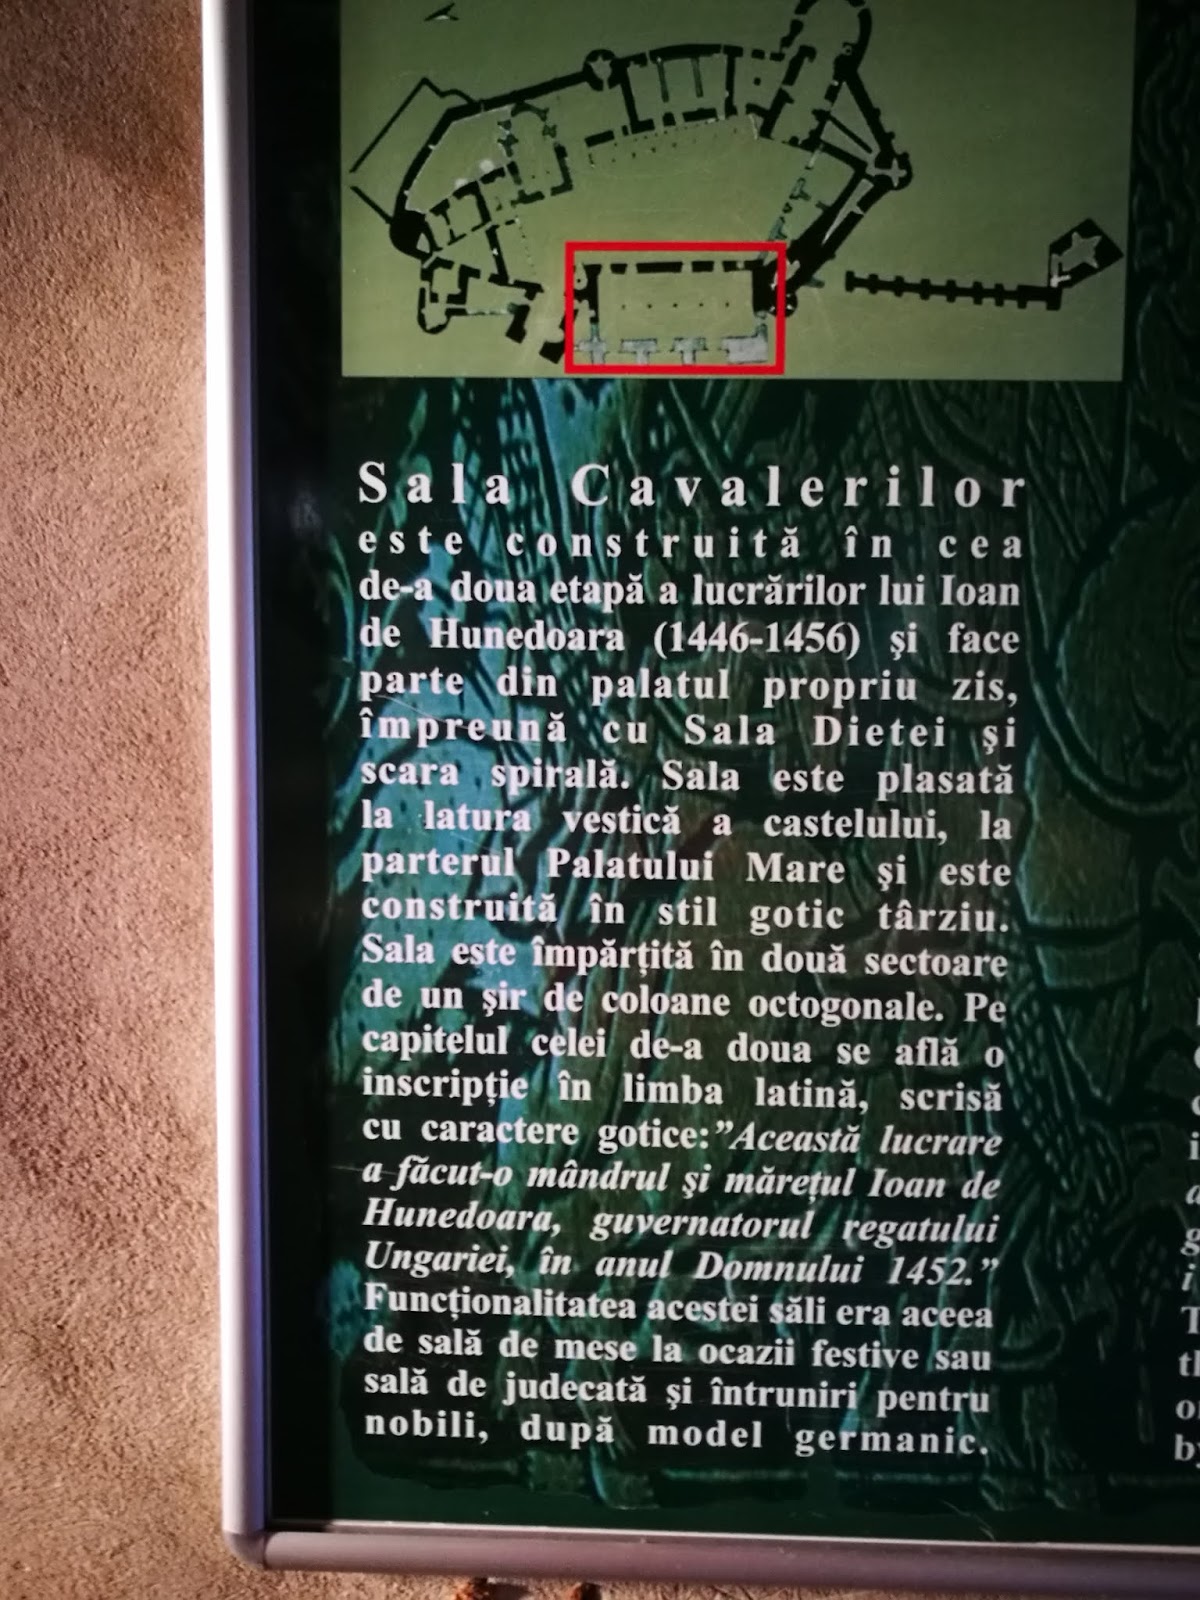 Sala Cavalerilor
este construită în cea
de-a doua etapă a lucrărilor lui Ioan
de Hunedoara (1446-1456) şi face
parte din palatul propriu zis,
împreună cu Sala Dietei şi
scara spirală. Sala este plasată
la latura vestică a castelului, la
parterul Palatului Mare şi este
construită în stil gotic târziu.
Sala este împărţită în două sectoare
de un şir de coloane octogonale. Pe
capitelul celei de-a doua se află o
inscripţie în limba latină, scrisă
cu caractere gotice:”Această lucrare
a făcut-o mândrul şi măreţul Ioan de
Hunedoara, guvernatorul regatului
Ungariei, în anul Domnului 1452.”
Funcţionalitatea acestei săli era aceea
de sală de mese la ocazii festive sau
sală de judecată şi întruniri pentru
nobili, după model germanic.